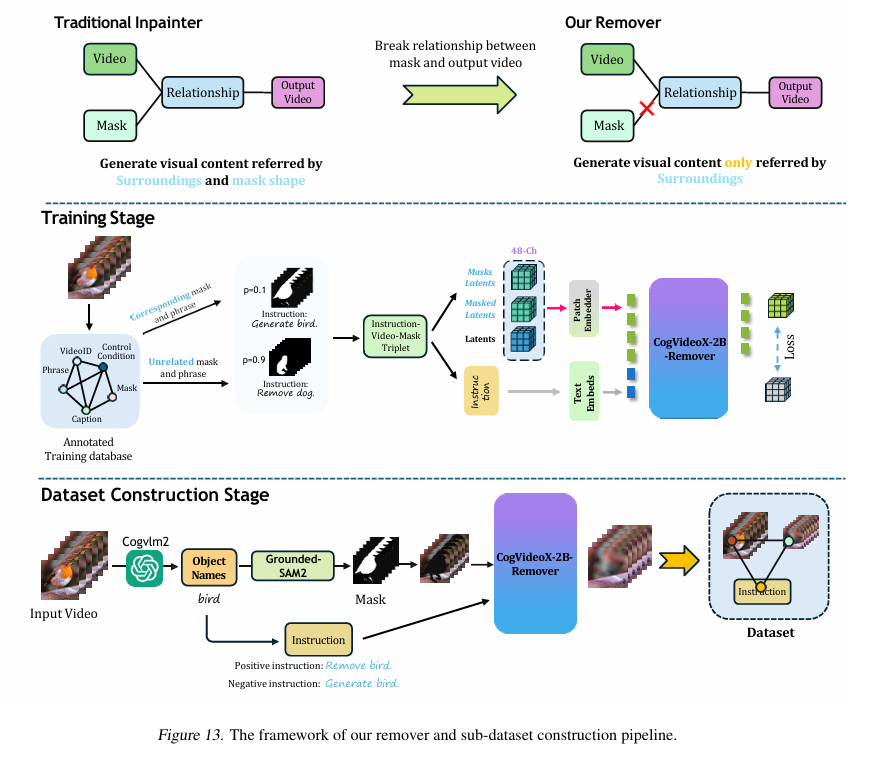 Traditional Inpainter
Our Remover
Video
Mask
Relationship
Output
Video
Break relationship between
mask and output video
Video
Mask
Relationship
Output
Video
Generate visual content referred by
Surroundings and mask shape
Generate visual content only referred by
Surroundings
Training Stage
VideoID
Control
Condition
Phrase
Mask
Caption
Annotated
Training database
Corresponding mask
and phrase
Unrelated mask
and phrase
p=0.1
Instruction:
Generate bird.
p=0.9
Instruction:
Remove dog.
Instruction-
Video-Mask
Triplet
48-Ch
Masks
Latents
Masked
Latents
Latents
Instruc
tion
Patch
Embedder
Text
Embeds
CogVideoX-2B
-Remover
Loss
Dataset Construction Stage
Input Video
Cogvlm2
Object
Names
bird
Grounded-
SAM2
Mask
Instruction
Positive instruction: Remove bird.
Negative instruction: Generate bird.
CogVideoX-2B-
Remover
Instruction
Dataset
Figure 13. The framework of our remover and sub-dataset construction pipeline.